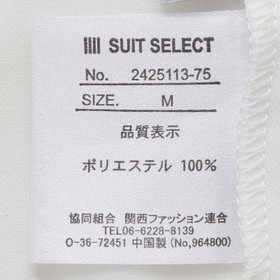 SUIT SELECT
No. 2425113-75
SIZE. M
品質表示
ポリエステル 100%
協同組合 関西ファッション連合
TEL06-6228-8139
O-36-72451 中国製(No,964800)